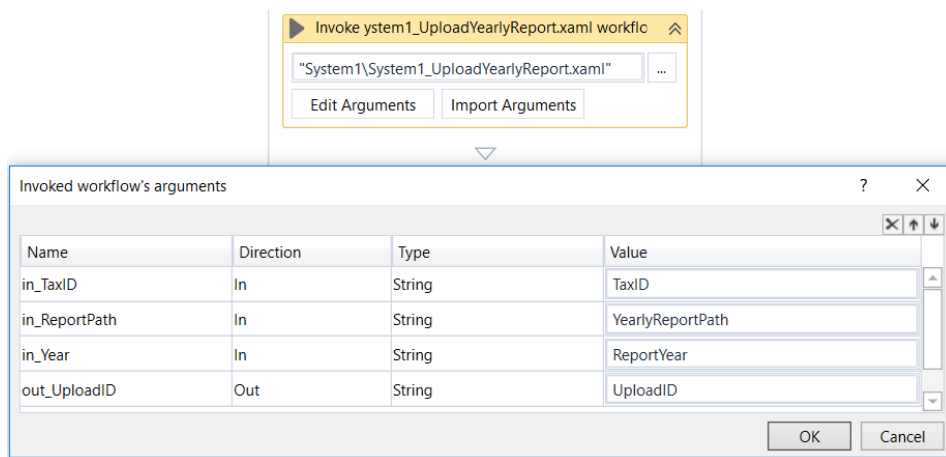 Invoke ystem1_UploadYearlyReport.xaml workflc
"System1\System1_UploadYearlyReport.xaml" ...
Edit Arguments Import Arguments
Invoked workflow's arguments ?
Name Direction Type Value
in_TaxID In String TaxID
in_ReportPath In String YearlyReportPath
in_Year In String ReportYear
out_UploadID Out String UploadID
OK Cancel